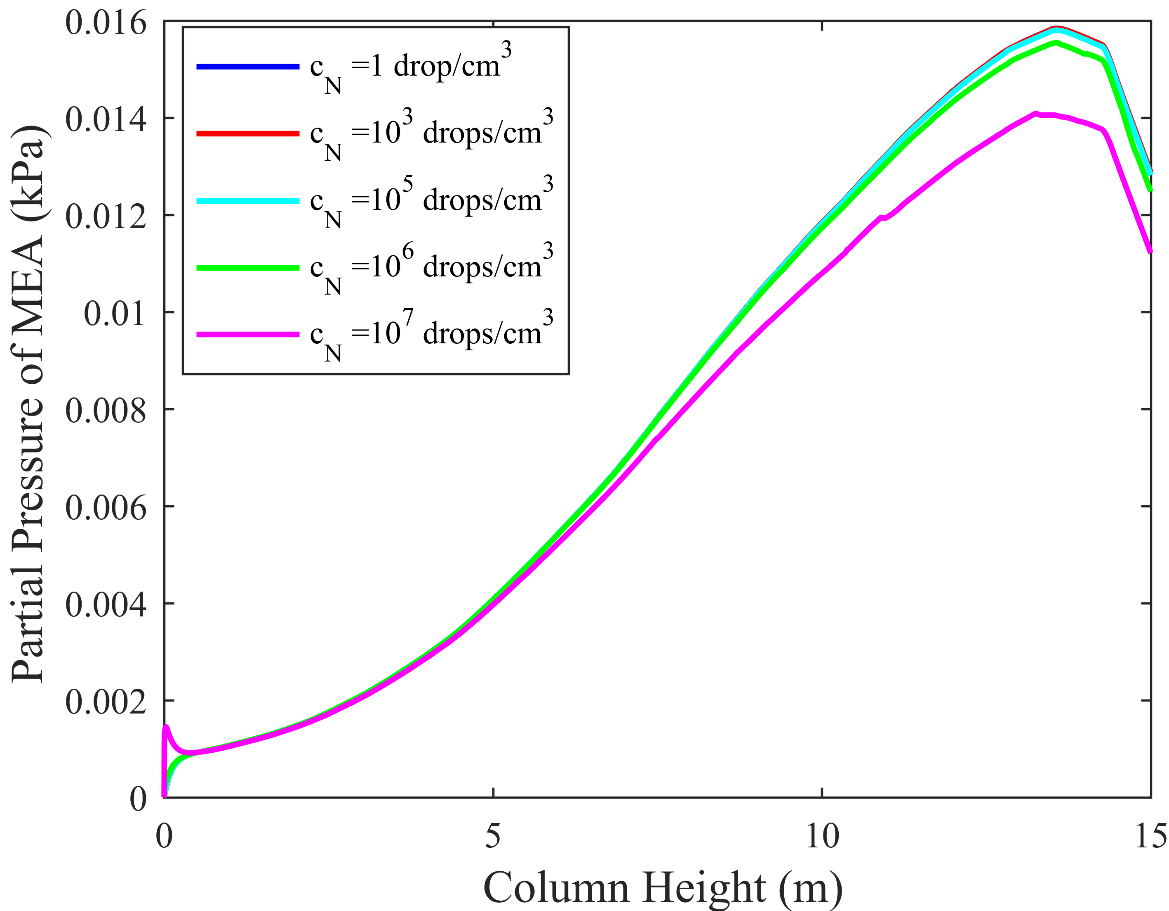 Partial Pressure of MEA (kPa)
0.016
0.014
0.012
0.01
0.008
0.006
0.004
0.002
0
c_N =1 drop/cm^3
c_N =10^3 drops/cm^3
c_N =10^5 drops/cm^3
c_N =10^6 drops/cm^3
c_N =10^7 drops/cm^3
0 5 10 15
Column Height (m)